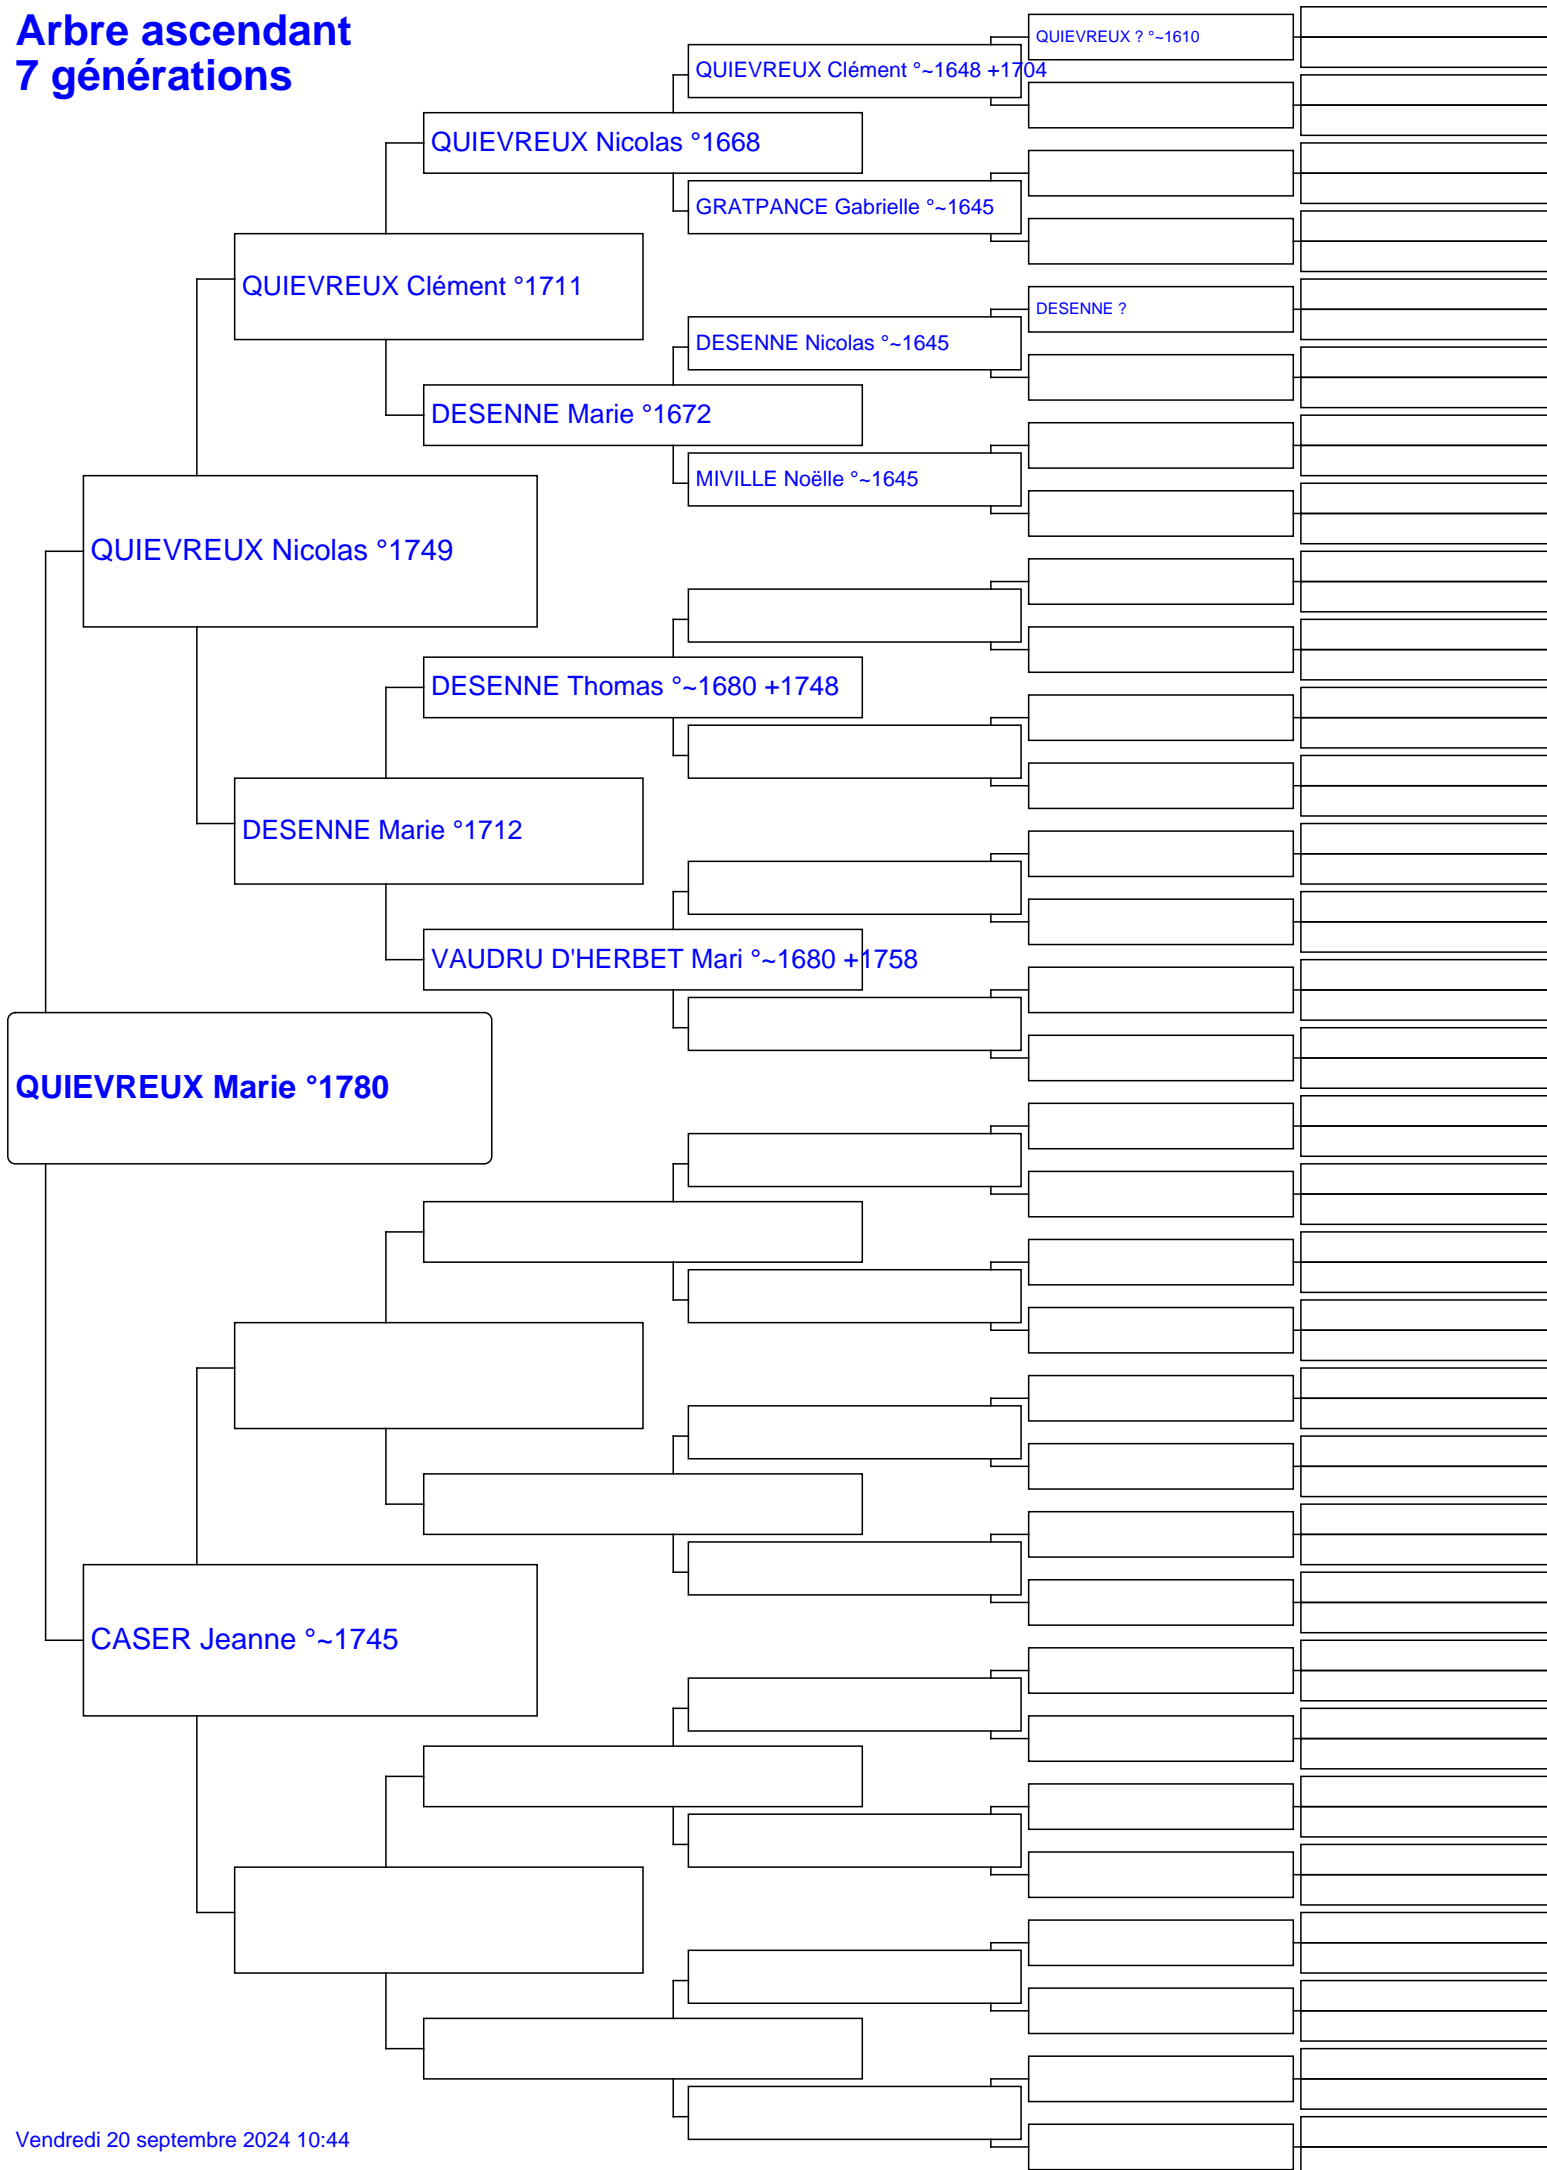 Arbre ascendant
7 générations
QUIEVREUX ? °~1610
QUIEVREUX Clément °~1648 +1704
QUIEVREUX Nicolas °1668
GRATPANCE Gabrielle °~1645
QUIEVREUX Clément °1711
DESENNE ?
DESENNE Nicolas °~1645
DESENNE Marie °1672
MIVILLE Noëlle °~1645
QUIEVREUX Nicolas °1749
DESENNE Thomas °~1680 +1748
DESENNE Marie °1712
VAUDRU D'HERBET Mari °~1680 +1758
QUIEVREUX Marie °1780
CASER Jeanne °~1745
Vendredi 20 septembre 2024 10:44